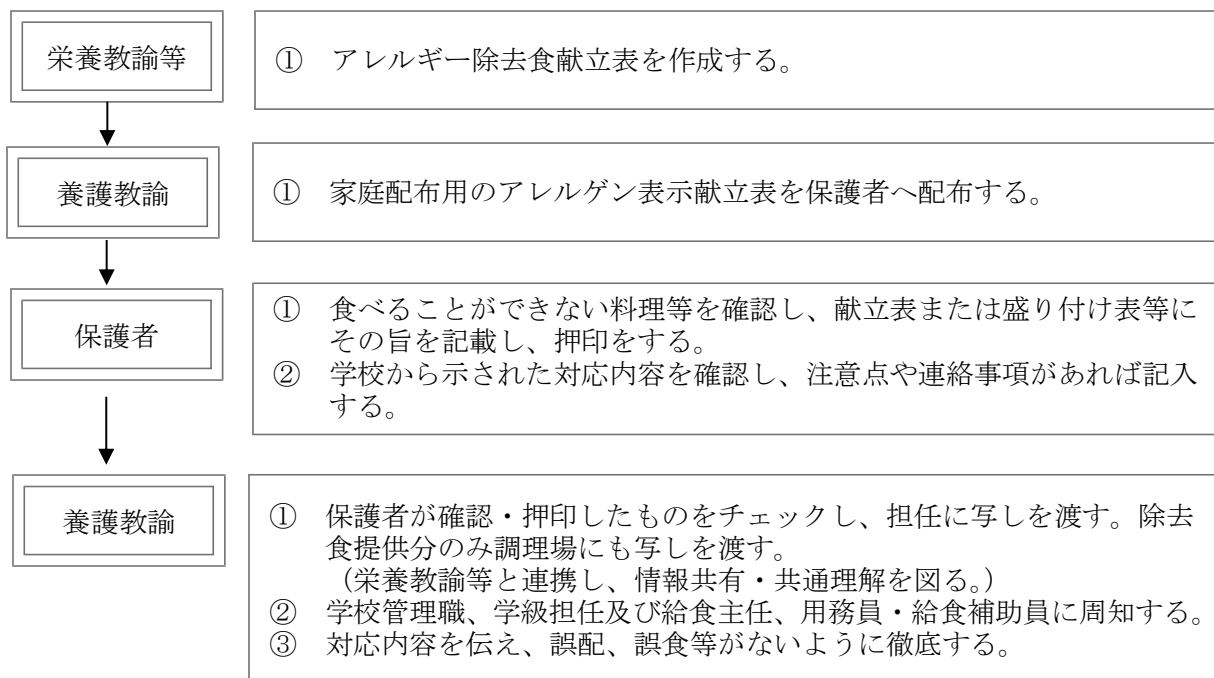 栄養教諭等
① アレルギー除去食献立表を作成する。
養護教諭
① 家庭配布用のアレルゲン表示献立表を保護者へ配布する。
保護者
① 食べることができない料理等を確認し、献立表または盛り付け表等に
その旨を記載し、押印をする。
② 学校から示された対応内容を確認し、注意点や連絡事項があれば記入
する。
養護教諭
① 保護者が確認・押印したものをチェックし、担任に写しを渡す。除去
食提供分のみ調理場にも写しを渡す。
(栄養教諭等と連携し、情報共有・共通理解を図る。)
② 学校管理職、学級担任及び給食主任、用務員・給食補助員に周知する。
③ 対応内容を伝え、誤配、誤食等がないように徹底する。